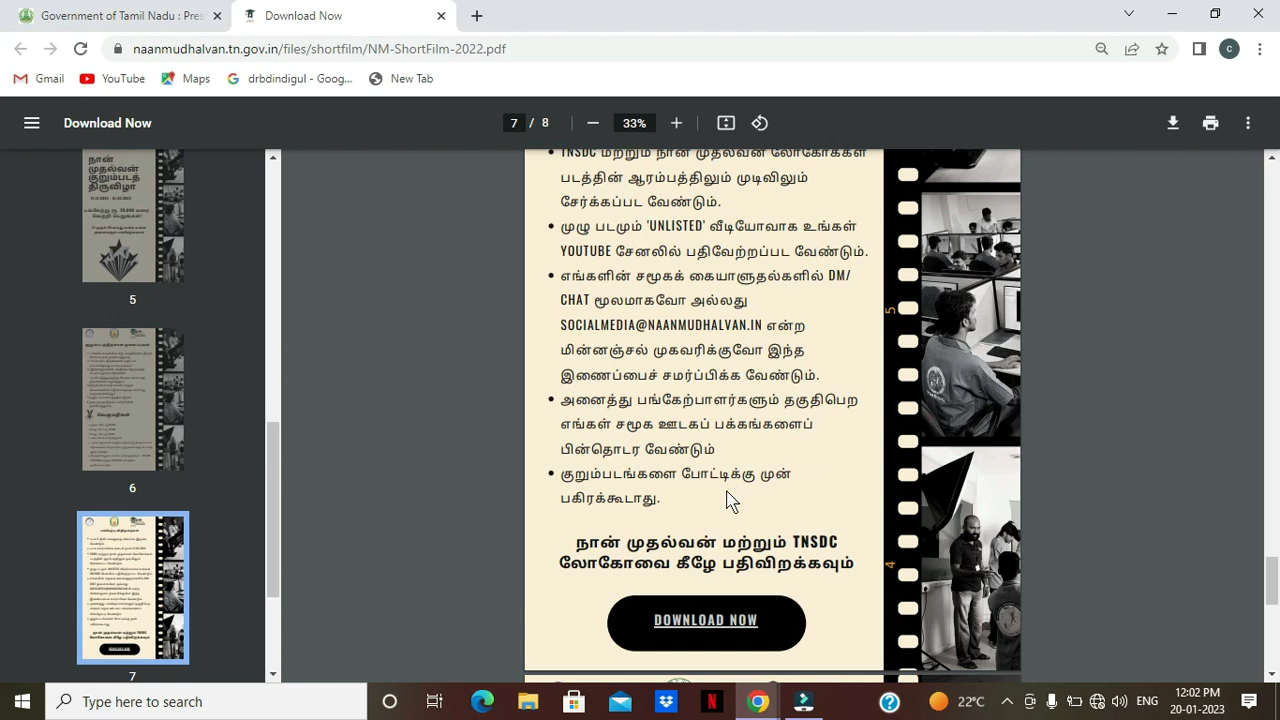 Government of Tamil Nadu : Pres
Download Now
naanmudhalvan.tn.gov.in/files/shortfilm/NM-ShortFilm-2022.pdf
C
Gmail
YouTube
Maps
drbdindigul - Goog...
New Tab
Download Now
7 / 8
33%
நான்
முதல்வன்
குறும்படத்
திருவிழா
5
6
7
TNSDC மற்றும் நான் முதல்வன் லோகோக்கள்
படத்தின் ஆரம்பத்திலும் முடிவிலும்
சேர்க்கப்பட வேண்டும்.
முழு படமும் 'UNLISTED' வீடியோவாக உங்கள்
YOUTUBE சேனலில் பதிவேற்றப்பட வேண்டும்.
எங்களின் சமூகக் கையாளுதல்களில் DM/
CHAT மூலமாகவோ அல்லது
SOCIALMEDIA@NAANMUDHALVAN.IN என்ற
மின்னஞ்சல் முகவரிக்குவோ இந்த
இணைப்பைச் சமர்ப்பிக்க வேண்டும்.
அனைத்து பங்கேற்பாளர்களும் தகுதிபெற
எங்கள் சமூக ஊடகப் பக்கங்களைப்
பின்தொடர வேண்டும்
குறும்படங்களை போட்டிக்கு முன்
பகிரக்கூடாது.
நான் முதல்வன் மற்றும் TNSDC
லோகோவை கீழே பதிவிறக்கவும்
DOWNLOAD NOW
5
4
Type here to search
22°C
ENG
12:02 PM
20-01-2023